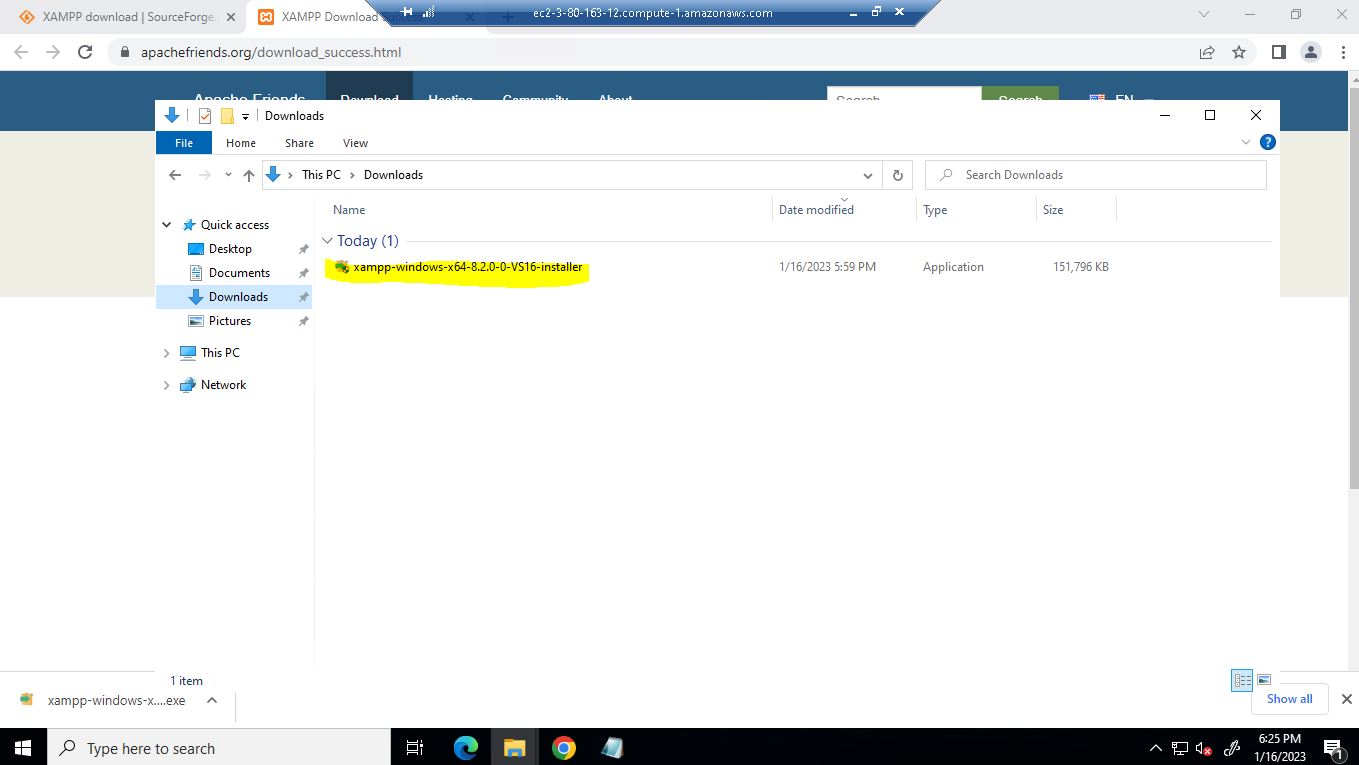 XAMPP download | SourceForge
XAMPP Download Success
ec2-3-80-163-12.compute-1.amazonaws.com
apachefriends.org/download_success.html
Apache Friends Download Hosting Community About Search Search EN
Downloads
File Home Share View
This PC Downloads Search Downloads
Name Date modified Type Size
Quick access
Today (1)
Desktop
xampp-windows-x64-8.2.0-0-VS16-installer 1/16/2023 5:59 PM Application 151,796 KB
Documents
Downloads
Pictures
This PC
Network
1 item
xampp-windows-x....exe
Show all
Type here to search
6:25 PM
1/16/2023
1